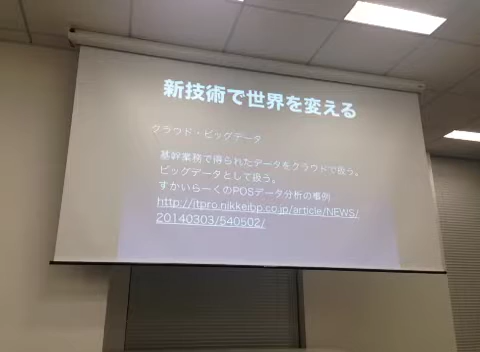 新技術で世界を変える
クラウド・ビッグデータ
基幹業務で得られたデータをクラウドで扱う。
ビッグデータとして扱う。
すかいらーくのPOSデータ分析の事例
http://itpro.nikkeibp.co.jp/article/NEWS/
20140303/540502/